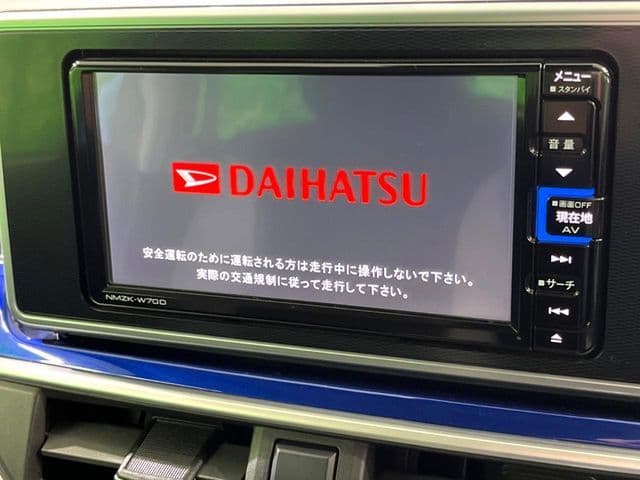 DAIHATSU
安全運転のために運転される方は走行中に操作しないで下さい。
実際の交通規制に従って走行して下さい。
NMZK-W70D
メニュー
スタンバイ
音量
画面OFF
現在地
AV
サーチ